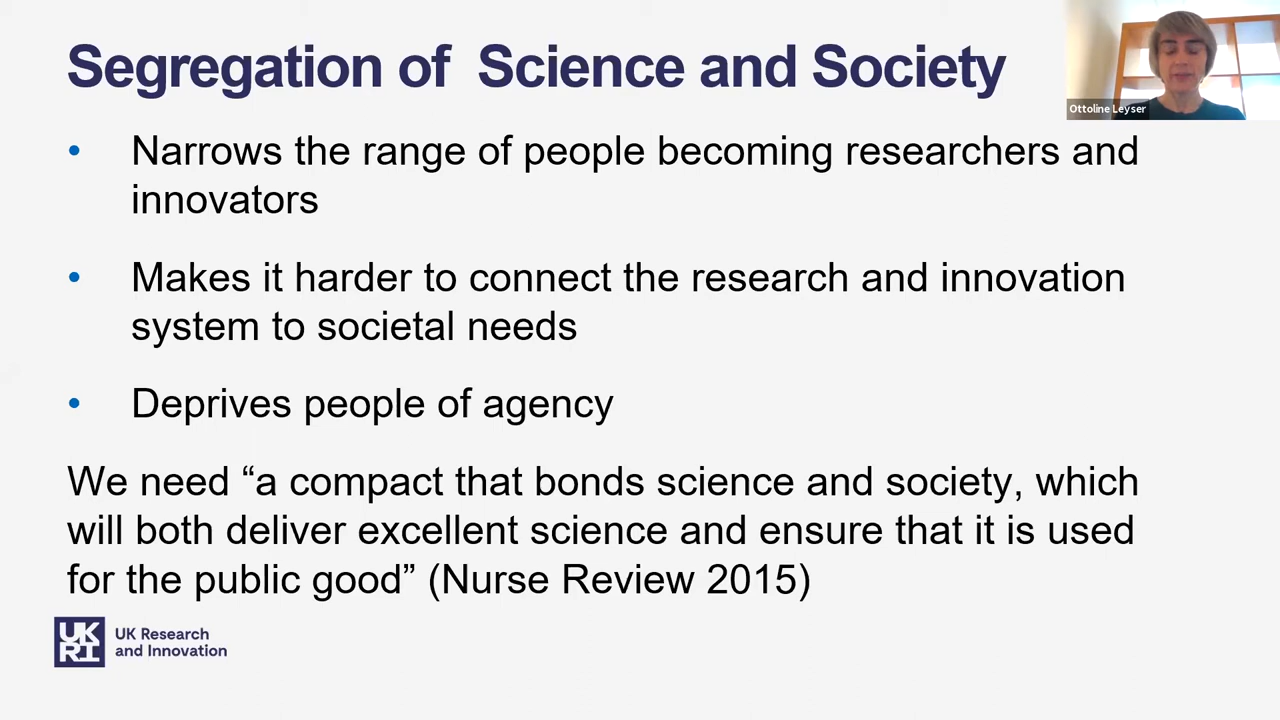 Segregation of  Science and Society
Ottoline Leyser
• Narrows the range of people becoming researchers and
innovators
• Makes it harder to connect the research and innovation
system to societal needs
• Deprives people of agency
We need “a compact that bonds science and society, which
will both deliver excellent science and ensure that it is used
for the public good” (Nurse Review 2015)
UK
RI
UK Research
and Innovation